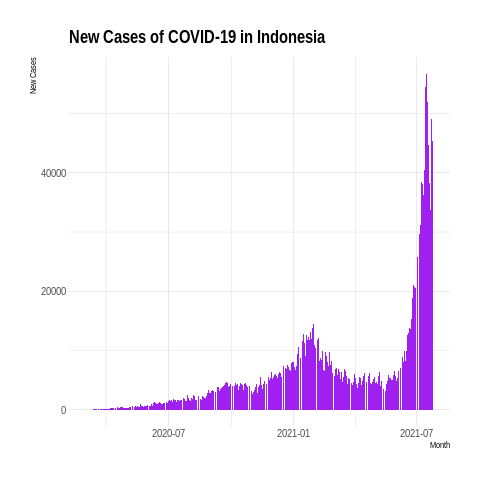 New Cases of COVID-19 in Indonesia
New Cases
40000
20000
0
2020-07
2021-01
2021-07
Month